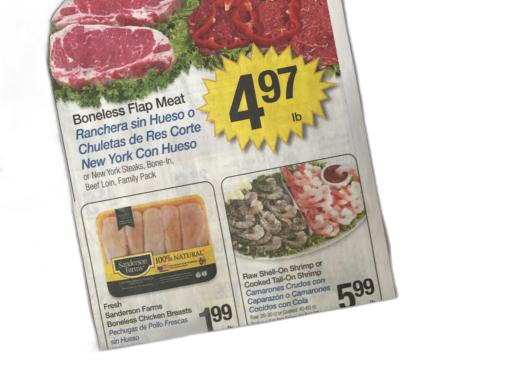 Boneless Flap Meat
Ranchera sin Hueso o
Chuletas de Res Corte
New York Con Hueso
or New York Steaks, Bone-In,
Beef Loin, Family Pack
4 97
lb
Sanderson
Farms
100% NATURAL
Fresh
Sanderson Farms
Boneless Chicken Breasts
Pechugas de Pollo Frescas
sin Hueso
1 99
lb
Raw Shell-On Shrimp or
Cooked Tail-On Shrimp
Camarones Crudos con
Caparazón o Camarones
Cocidos con Cola
5 99